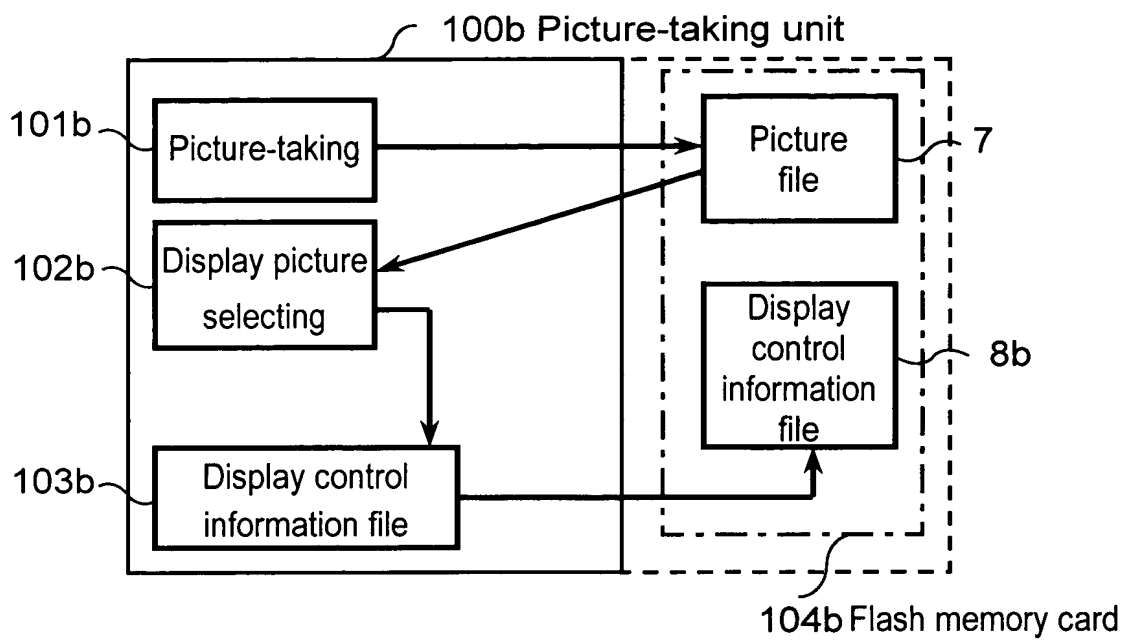 100b Picture-taking unit
101b
Picture-taking
Picture
file
7
102b
Display picture
selecting
Display
control
information
file
8b
103b
Display control
information file
104b Flash memory card